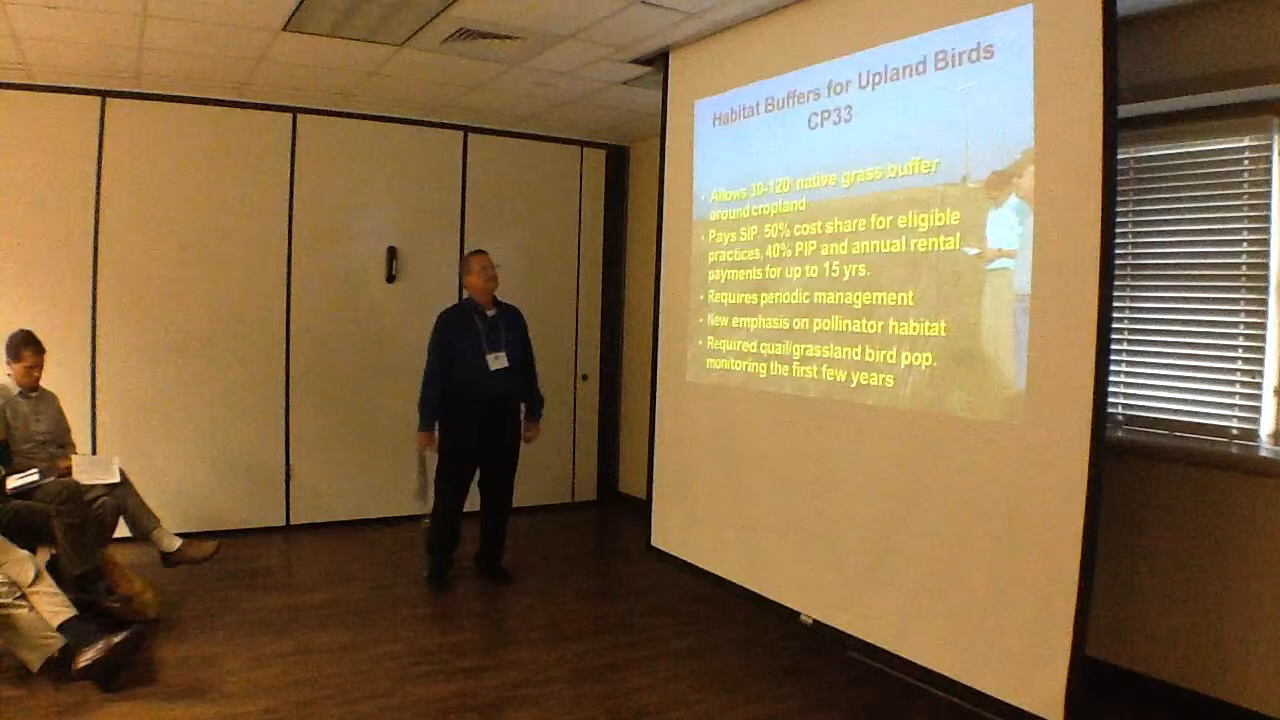 Habitat Buffers for Upland Birds
CP33
• Allows 30-120' native grass buffer
around cropland
• Pays SIP, 50% cost share for eligible
practices, 40% PIP and annual rental
payments for up to 15 yrs.
• Requires periodic management
• New emphasis on pollinator habitat
• Required quail/grassland bird pop.
monitoring the first few years